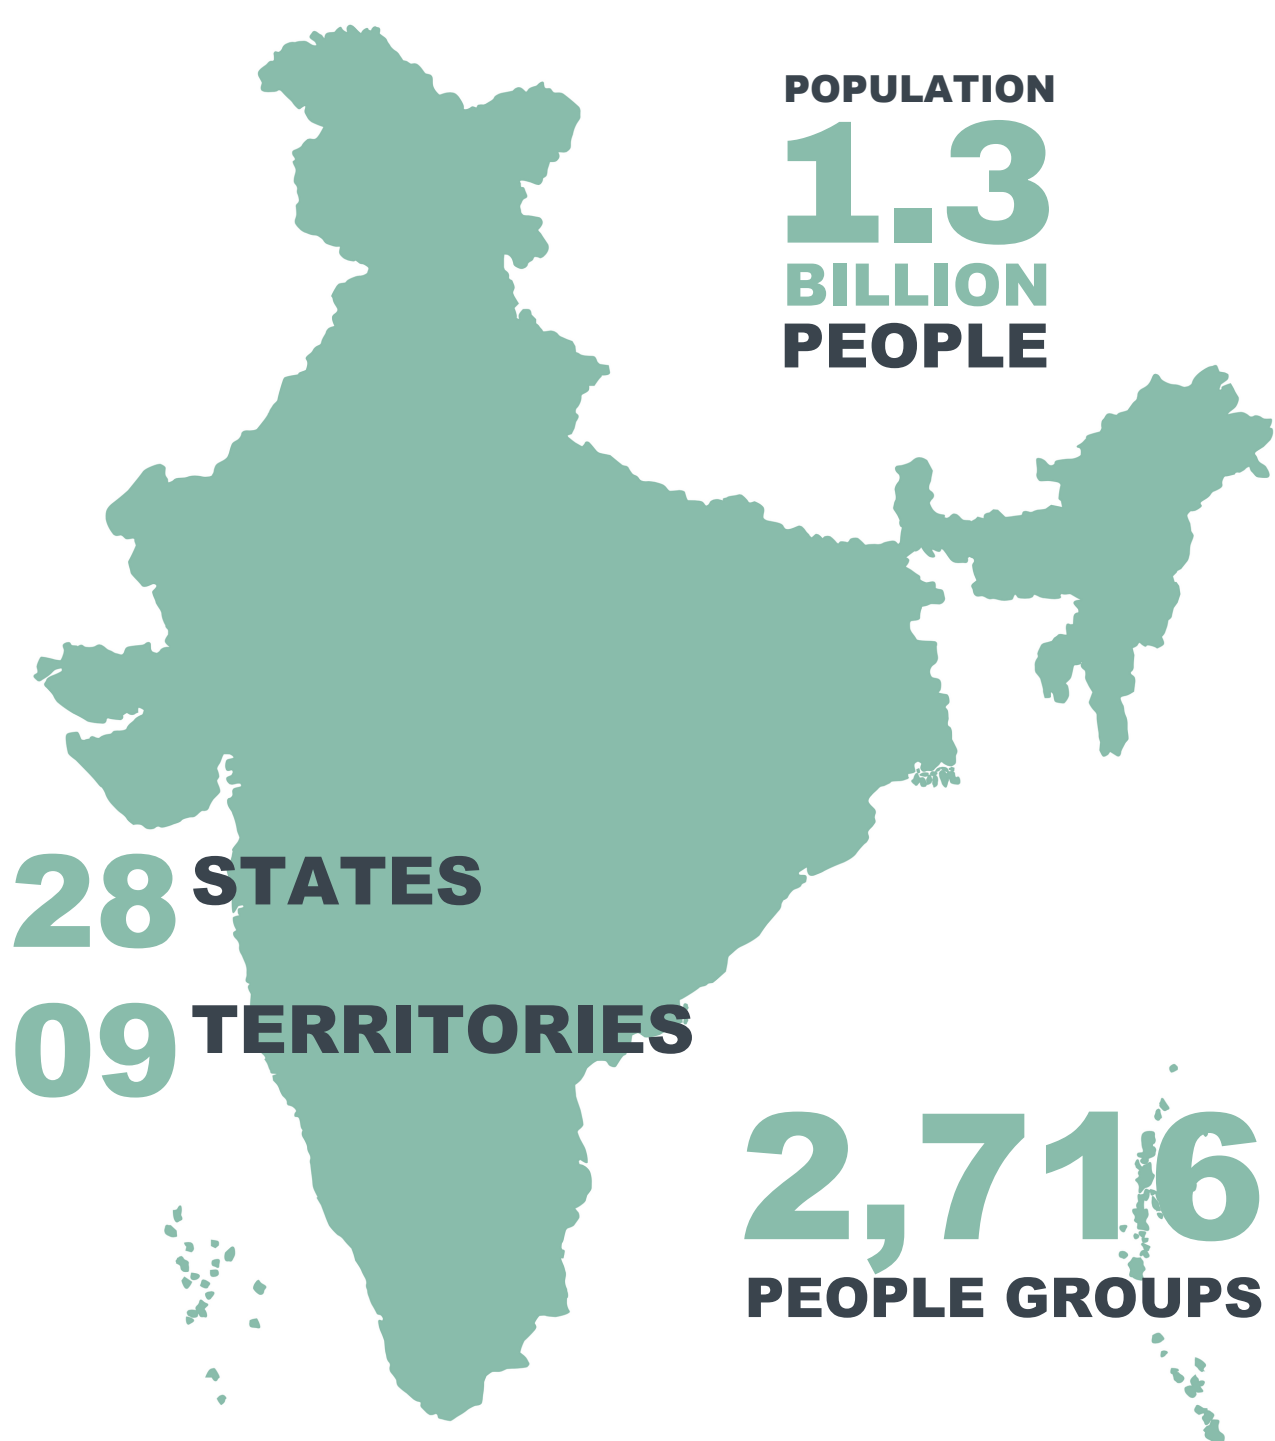 POPULATION
1.3
BILLION
PEOPLE
28 STATES
09 TERRITORIES
2,716
PEOPLE GROUPS